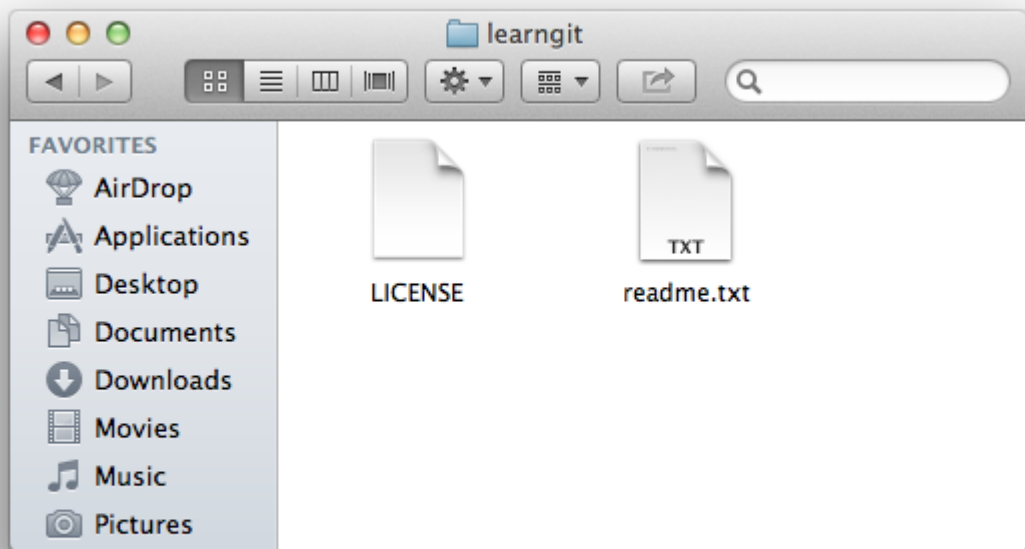 learngit
FAVORITES
AirDrop
Applications
Desktop
Documents
Downloads
Movies
Music
Pictures
TXT
LICENSE
readme.txt